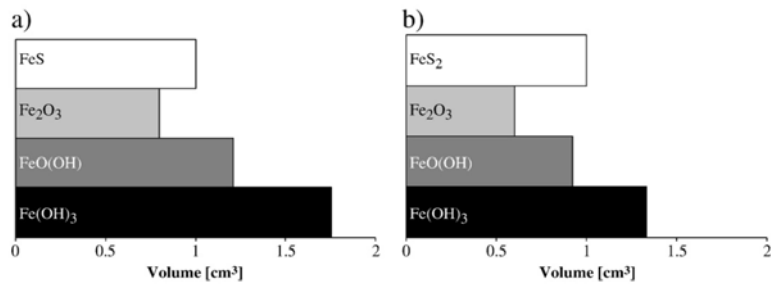 a)
FeS
Fe₂O₃
FeO(OH)
Fe(OH)₃
0 0.5 1 1.5 2
Volume [cm³]
b)
FeS₂
Fe₂O₃
FeO(OH)
Fe(OH)₃
0 0.5 1 1.5 2
Volume [cm³]